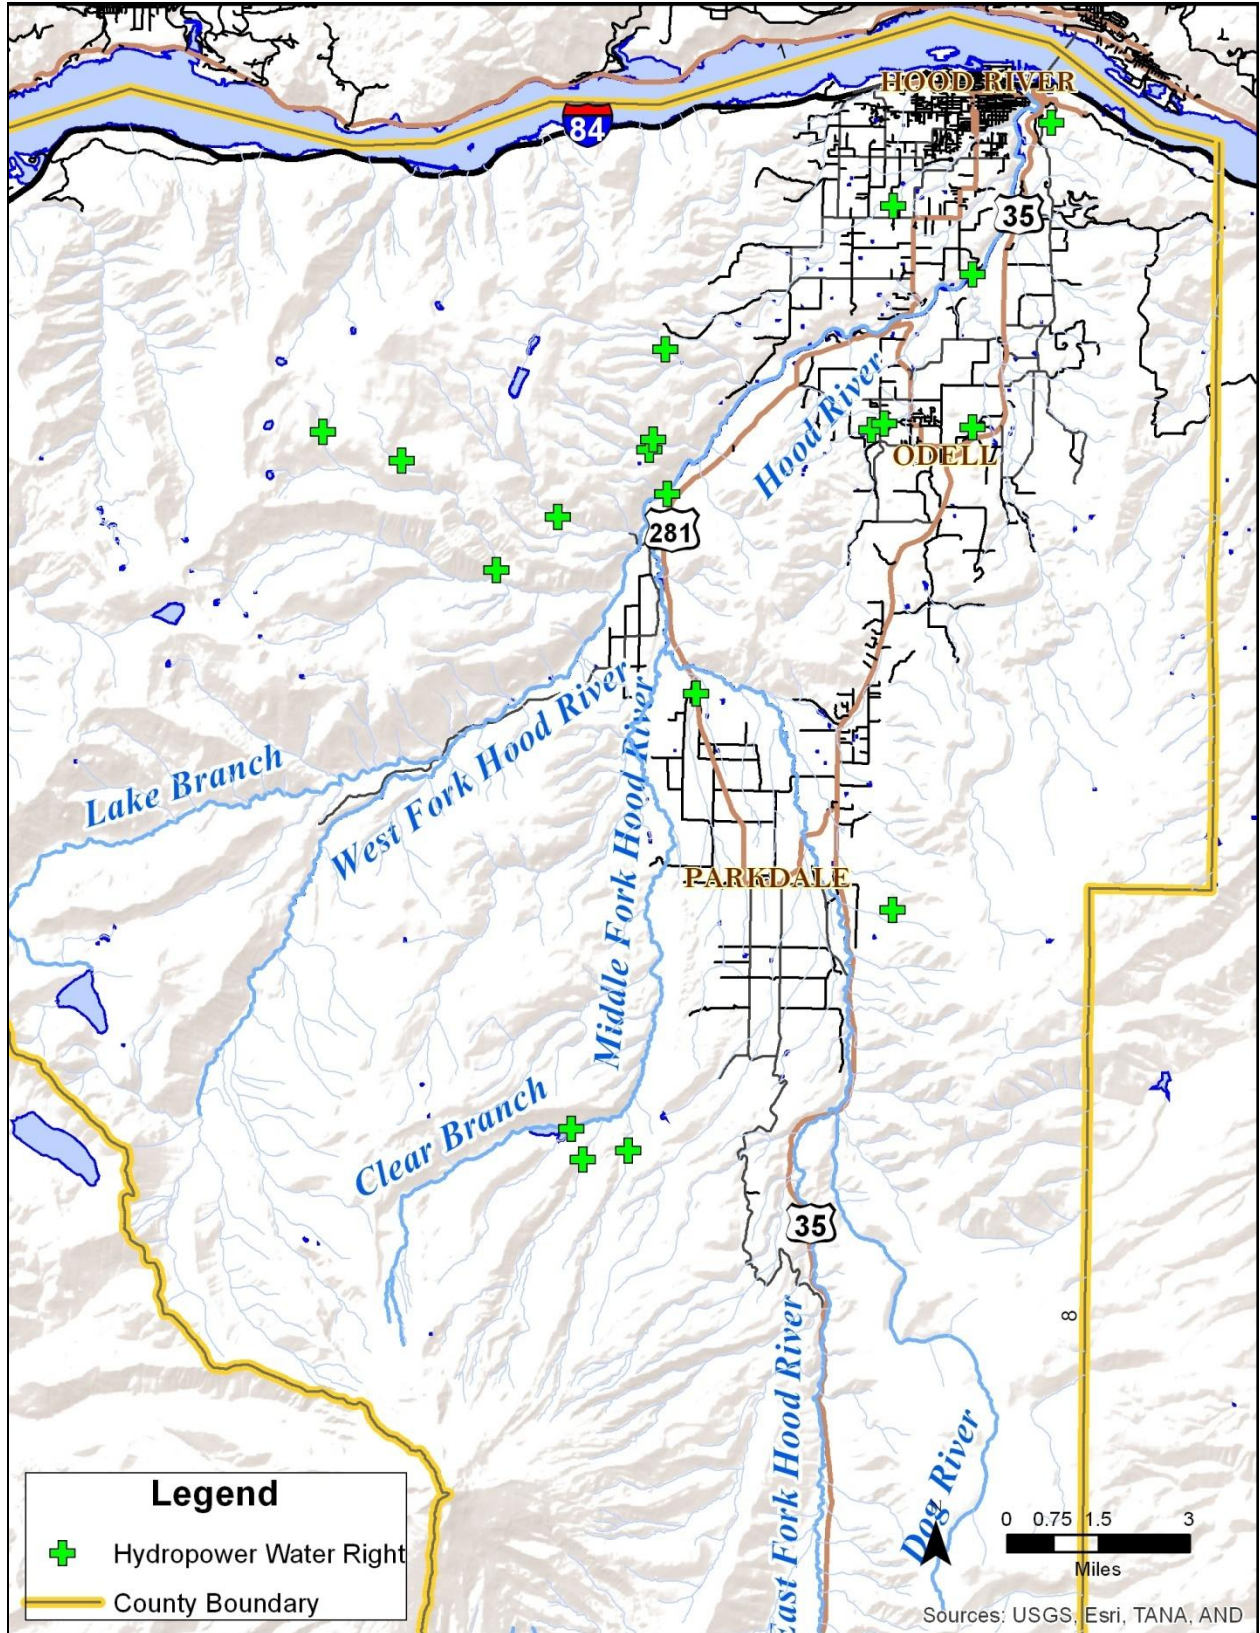 HOOD RIVER
84
35
Hood River
ODELL
281
West Fork Hood River
Lake Branch
Middle Fork Hood River
PARKDALE
Clear Branch
35
8
East Fork Hood River
Dog River
Legend
Hydropower Water Right
County Boundary
0 0.75 1.5 3
Miles
Sources: USGS, Esri, TANA, AND